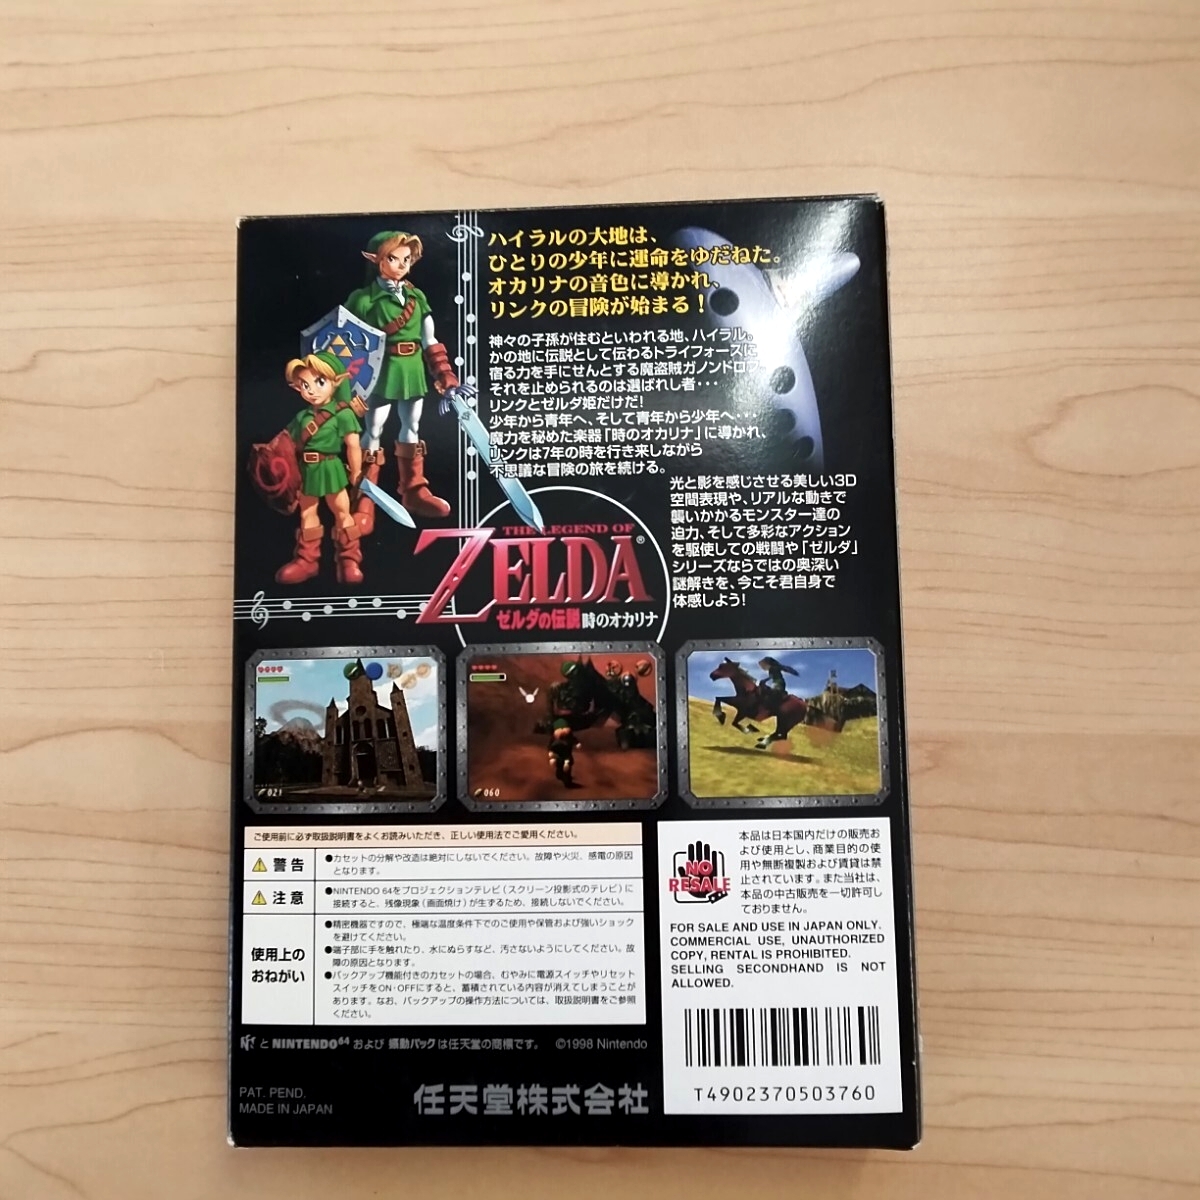 ハイラルの大地は、
ひとりの少年に運命をゆだねた。
オカリナの音色に導かれ、
リンクの冒険が始まる!
神々の子孫が住むといわれる地、ハイラル。
かの地に伝説として伝わるトライフォースに
宿る力を手にせんとする魔盗賊ガノンドロフ。
それを止められるのは選ばれし者・・・
リンクとゼルダ姫だけだ!
少年から青年へ、そして青年から少年へ・・・
魔力を秘めた楽器「時のオカリナ」に導かれ、
リンクは7年の時を行き来しながら
不思議な冒険の旅を続ける。
光と影を感じさせる美しい3D
空間表現や、リアルな動きで
襲いかかるモンスター達の
迫力、そして多彩なアクション
を駆使しての戦闘や「ゼルダ」
シリーズならではの奥深い
謎解きを、今こそ君自身で
体感しよう!
THE LEGEND OF
ZELDA®
ゼルダの伝説 時のオカリナ
021
060
ご使用前に必ず取扱説明書をよくお読みいただき、正しい使用法でご愛用ください。
警告
●カセットの分解や改造は絶対にしないでください。故障や火災、感電の原因
となります。
注意
●NINTENDO 64をプロジェクションテレビ(スクリーン投影式のテレビ)に
接続すると、残像現象(画面焼け)が生ずるため、接続しないでください。
使用上の
おねがい
●精密機器ですので、極端な温度条件下でのご使用や保管および強いショック
を避けてください。
●端子部に手を触れたり、水にぬらすなど、汚さないようにしてください。故
障の原因となります。
●バックアップ機能付きのカセットの場合、むやみに電源スイッチやリセット
スイッチをON・OFFにすると、蓄積されている内容が消えてしまうことが
あります。なお、バックアップの操作方法については、取扱説明書をご参照
ください。
NO
RESALE
本品は日本国内だけの販売お
よび使用とし、商業目的の使
用や無断複製および賃貸は禁
止されています。また当社は、
本品の中古販売を一切許可し
ておりません。
FOR SALE AND USE IN JAPAN ONLY.
COMMERCIAL USE, UNAUTHORIZED
COPY, RENTAL IS PROHIBITED.
SELLING SECONDHAND IS NOT
ALLOWED.
T4902370503760
と NINTENDO64 および 振動パックは任天堂の商標です。 ©1998 Nintendo
PAT. PEND.
MADE IN JAPAN
任天堂株式会社